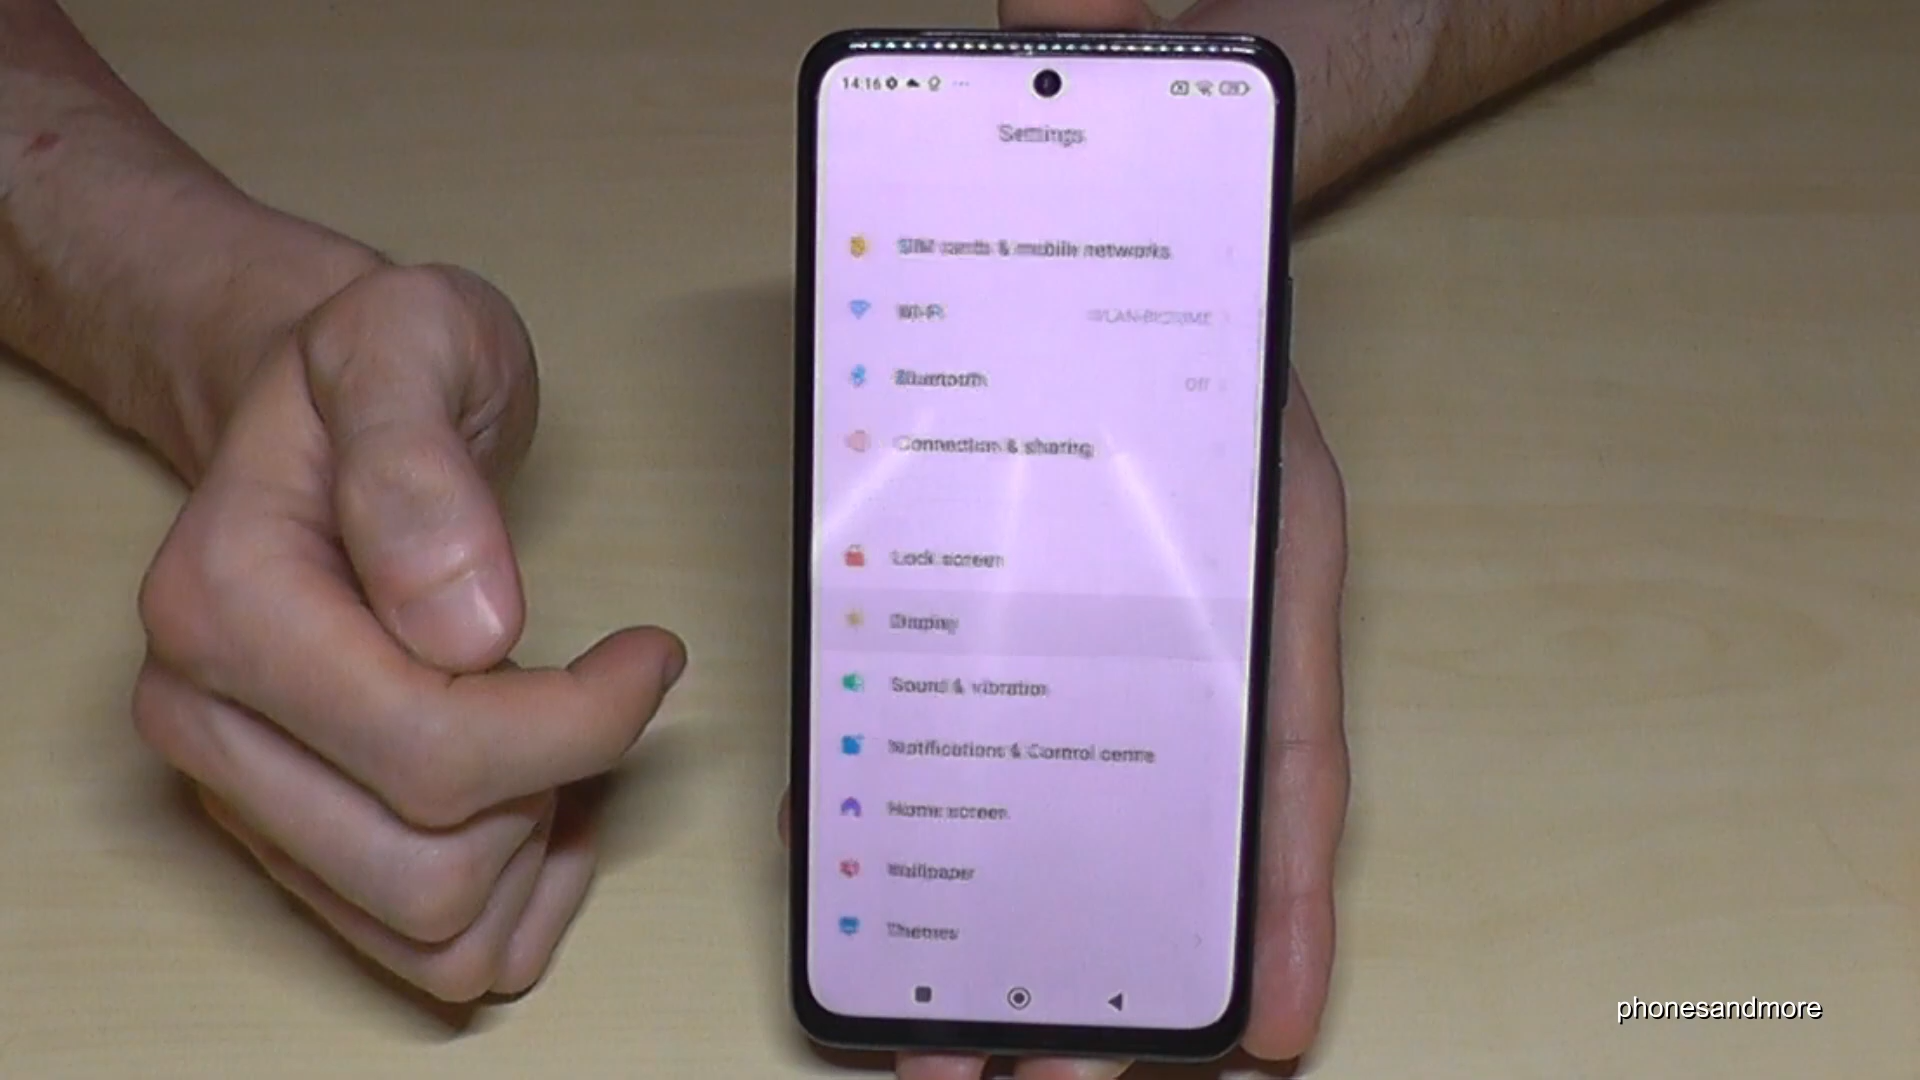 14:16
Settings
SIM cards & mobile networks
Wi-Fi
Bluetooth
Off
Connection & sharing
Lock screen
Display
Sound & vibration
Notifications & Control centre
Home screen
Wallpaper
Themes
phonesandmore